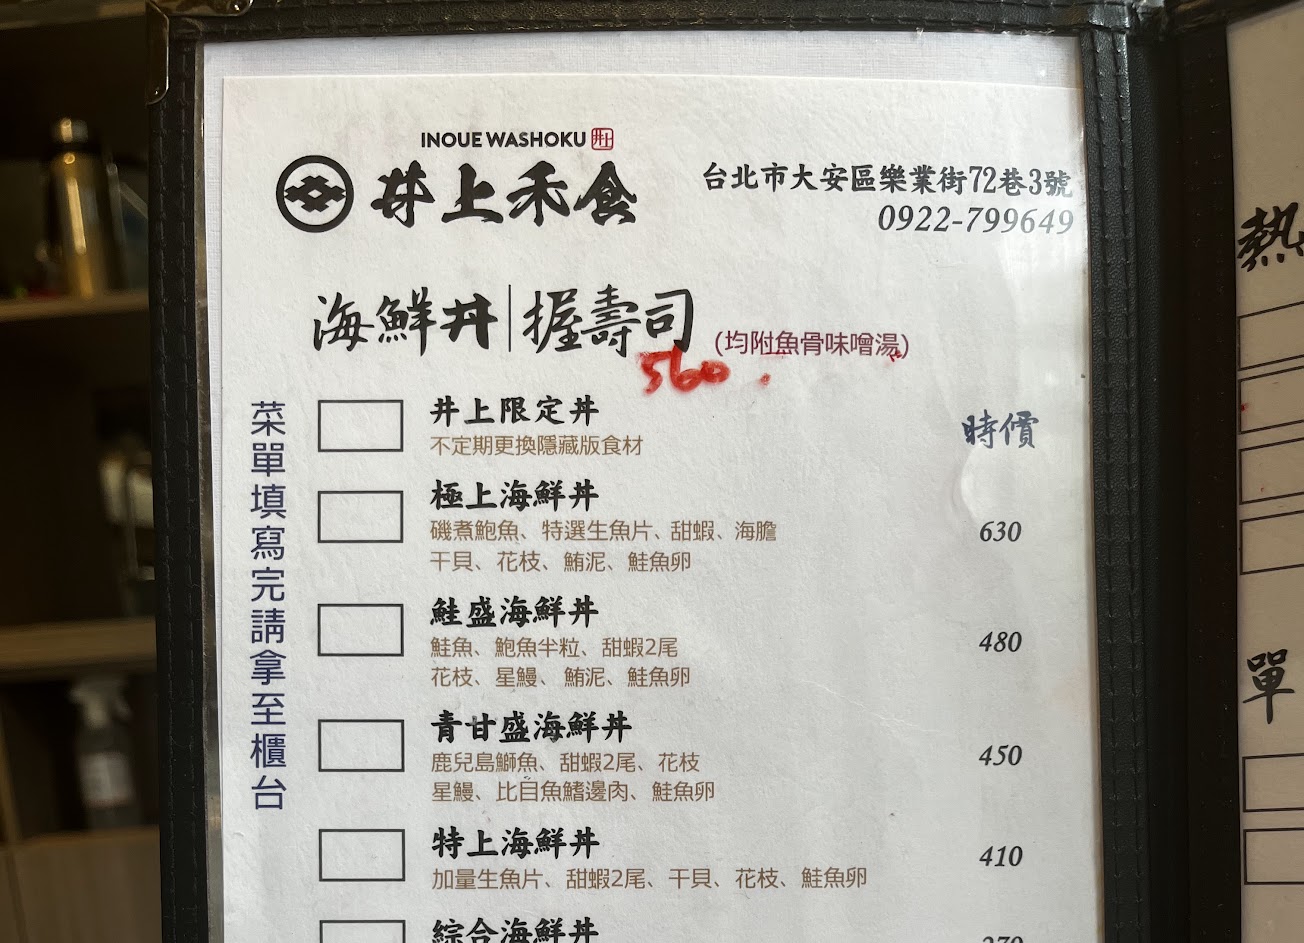 INOUE WASHOKU 井上
井上禾食
台北市大安區樂業街72巷3號
0922-799649
海鮮丼|握壽司 (均附魚骨味噌湯)
560
菜單填寫完請拿至櫃台
井上限定丼 時價
不定期更換隱藏版食材
極上海鮮丼 630
磯煮鮑魚、特選生魚片、甜蝦、海膽
干貝、花枝、鮪泥、鮭魚卵
鮭盛海鮮丼 480
鮭魚、鮑魚半粒、甜蝦2尾
花枝、星鰻、鮪泥、鮭魚卵
青甘盛海鮮丼 450
鹿兒島鰤魚、甜蝦2尾、花枝
星鰻、比目魚鰭邊肉、鮭魚卵
特上海鮮丼 410
加量生魚片、甜蝦2尾、干貝、花枝、鮭魚卵
綜合海鮮丼
熱
單